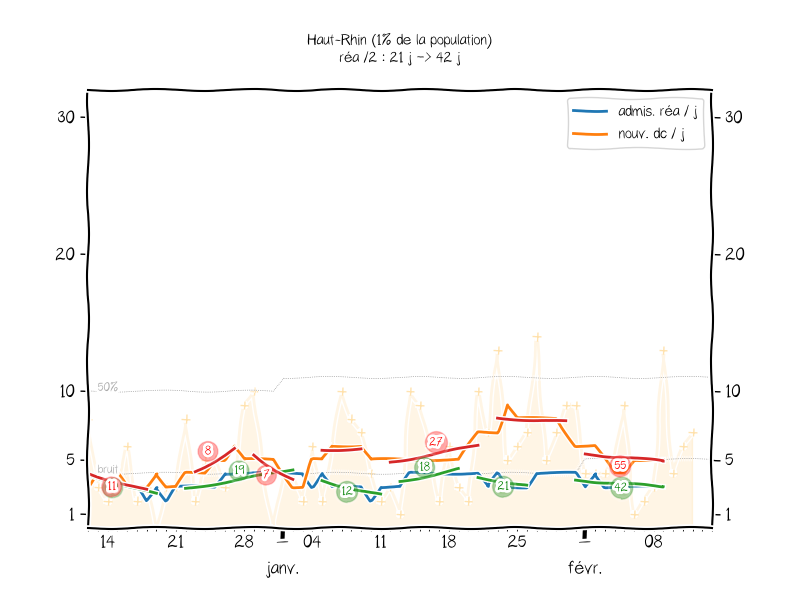 Haut-Rhin (1% de la population)
réa /2 : 21 j -> 42 j
admis. réa / j
nouv. dc / j
30 30
20 20
50%
10 10
bruit
5 5
1 1
11 8 19 7 12 18 27 21 55 42
14 21 28 04 11 18 25 08
janv. févr.